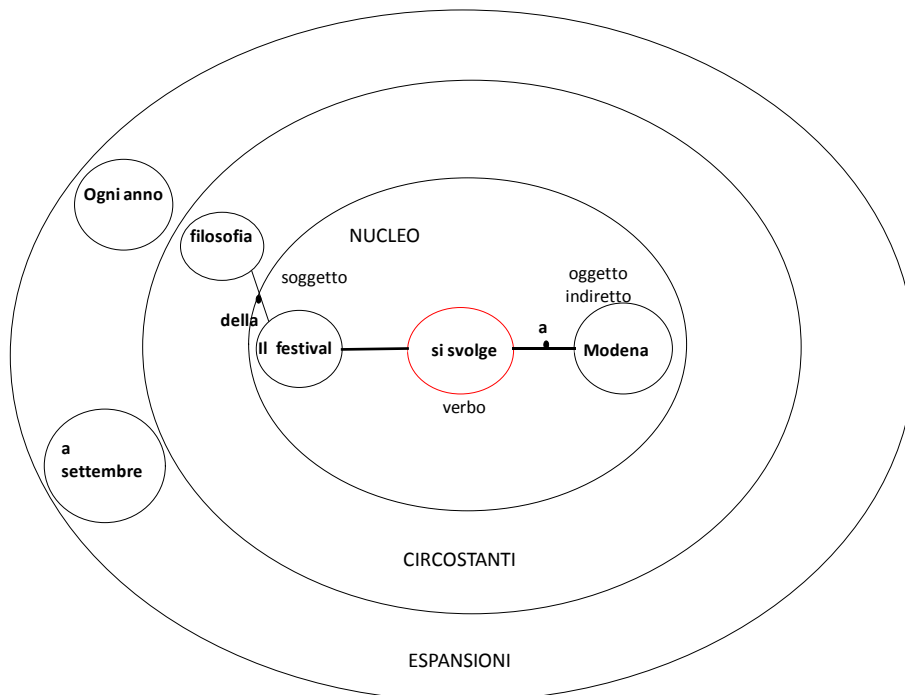 Ogni anno
filosofia
NUCLEO
soggetto
oggetto
indiretto
della
a
Il festival
si svolge
Modena
verbo
a
settembre
CIRCOSTANTI
ESPANSIONI